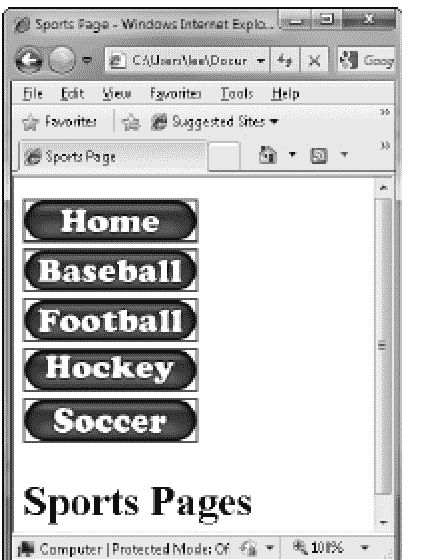 Sports Page - Windows Internet Explo...
C:\Users\lee\Docur
Goog
File Edit View Favorites Tools Help
Favorites Suggested Sites
Sports Page
Home
Baseball
Football
Hockey
Soccer
Sports Pages
Computer | Protected Mode: Of 100%